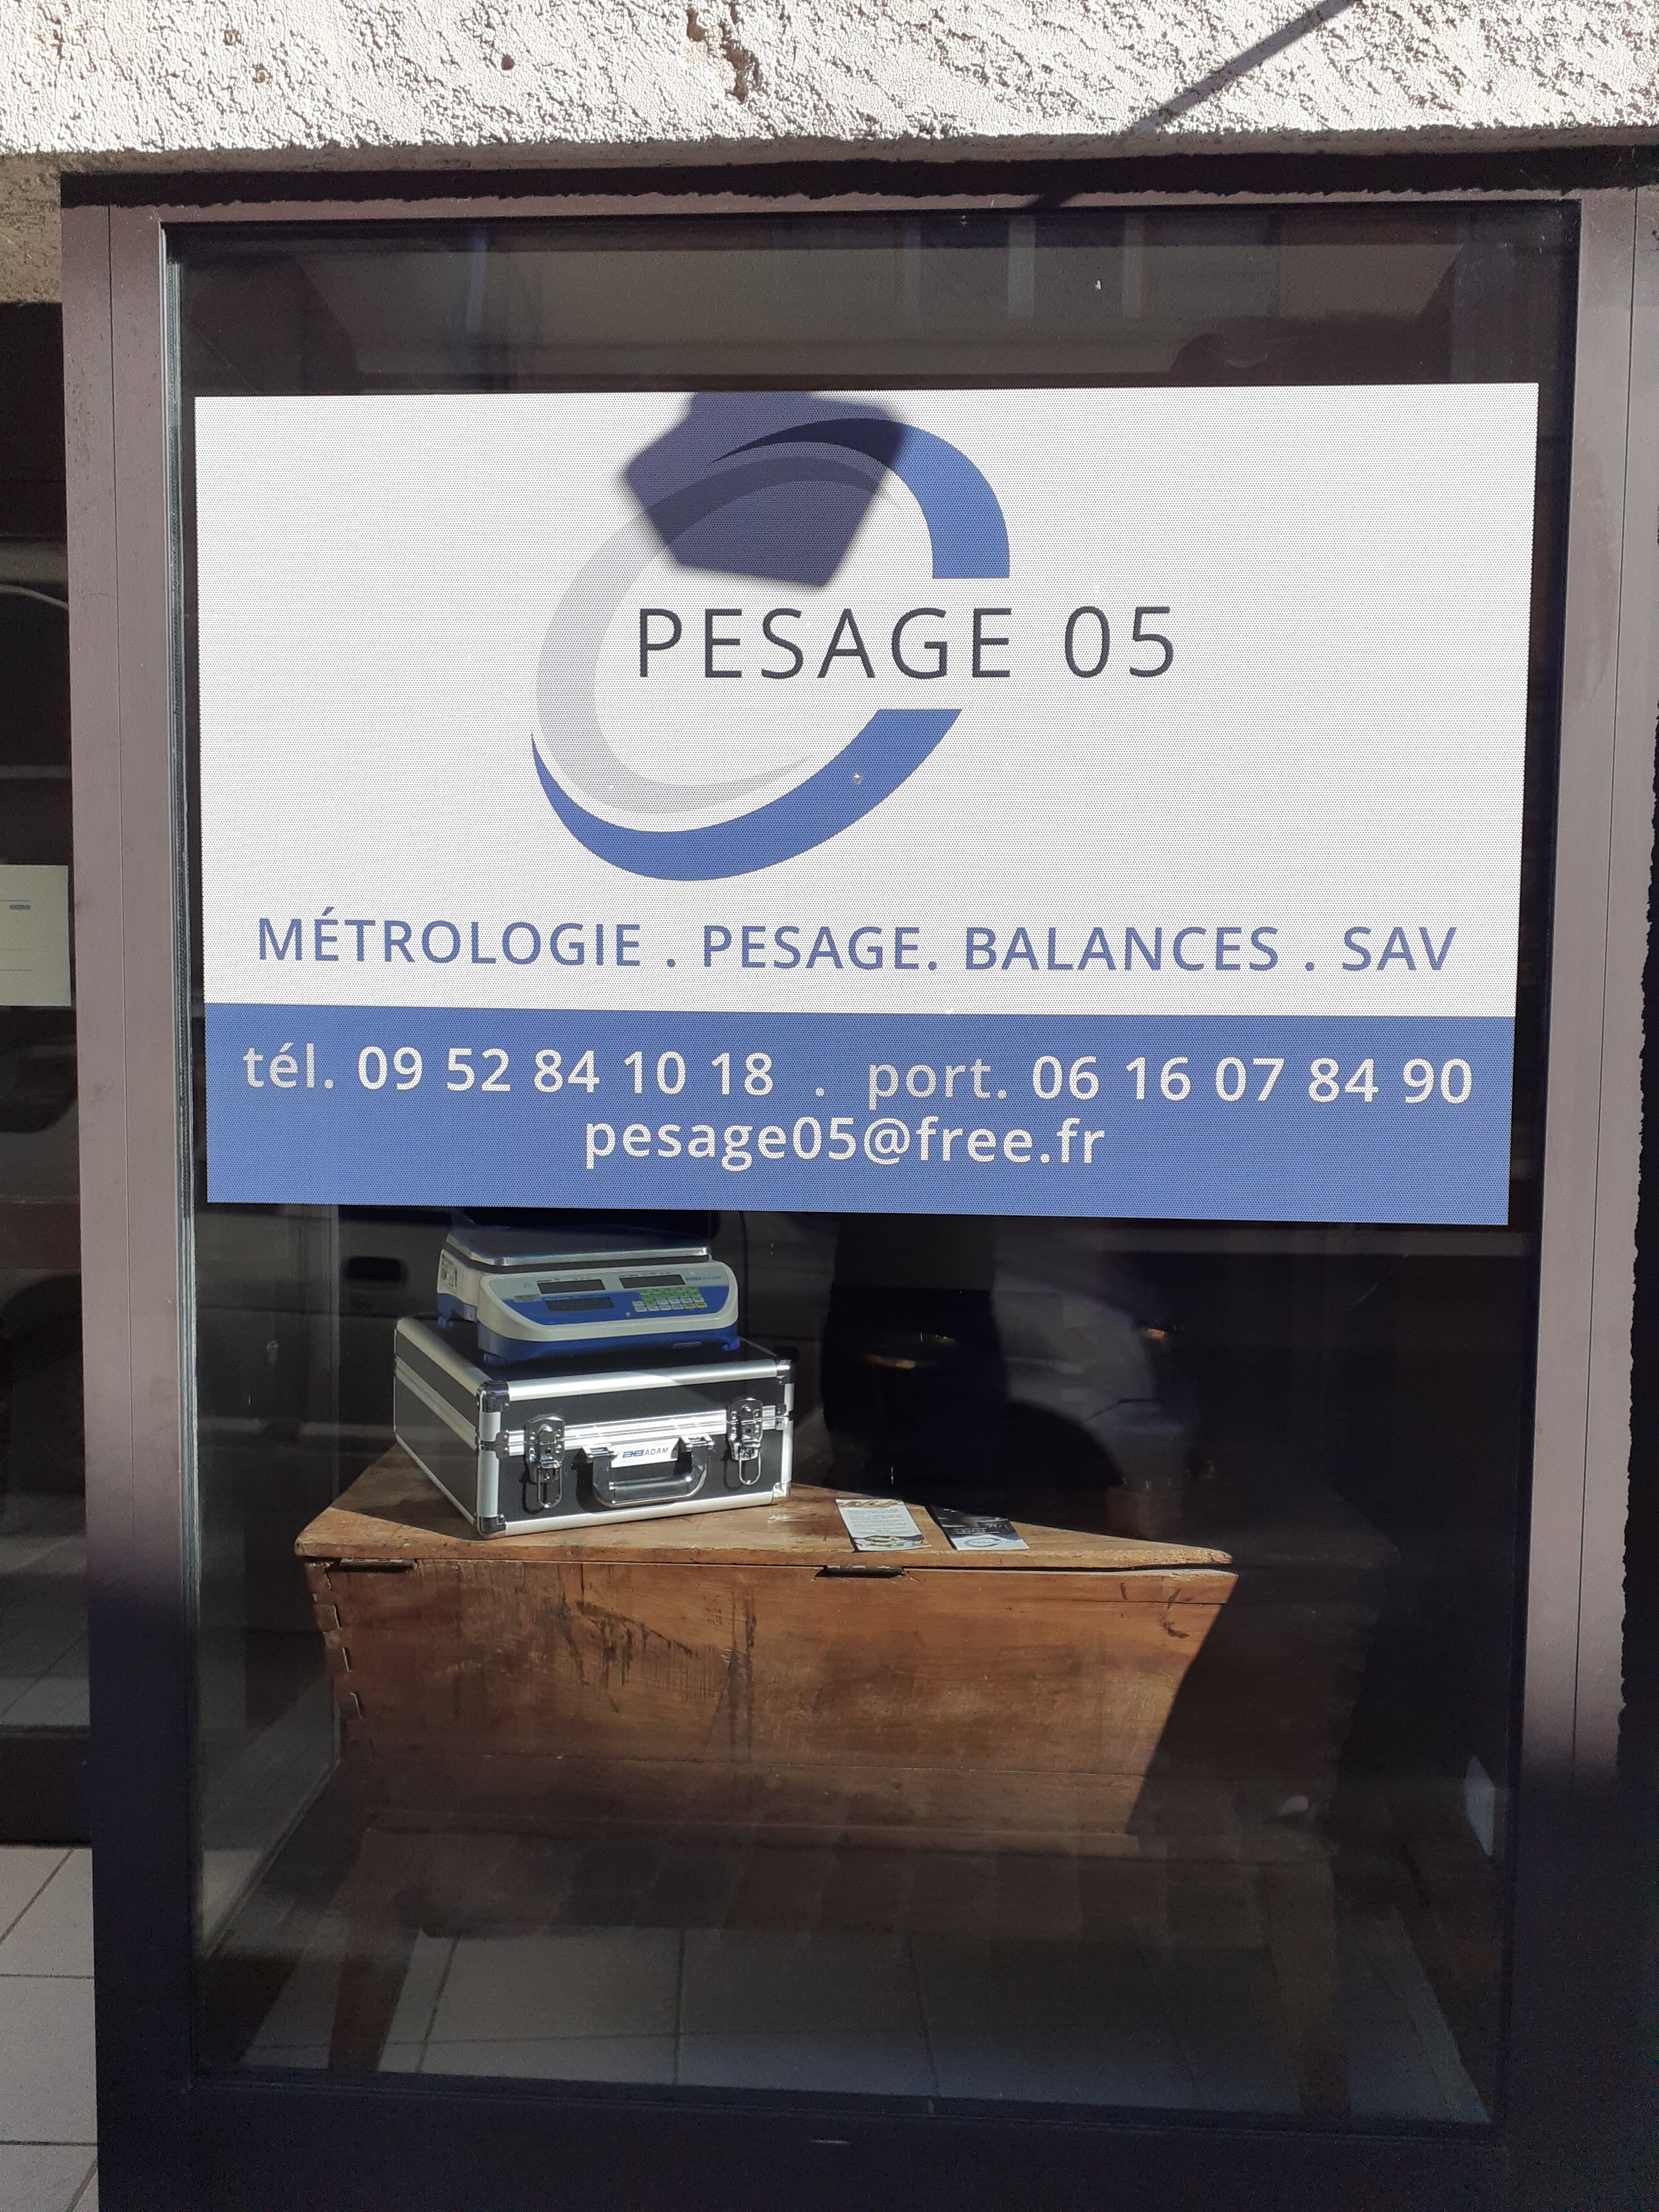 PESAGE 05
MÉTROLOGIE . PESAGE. BALANCES . SAV
tél. 09 52 84 10 18 . port. 06 16 07 84 90
pesage05@free.fr
ADAM